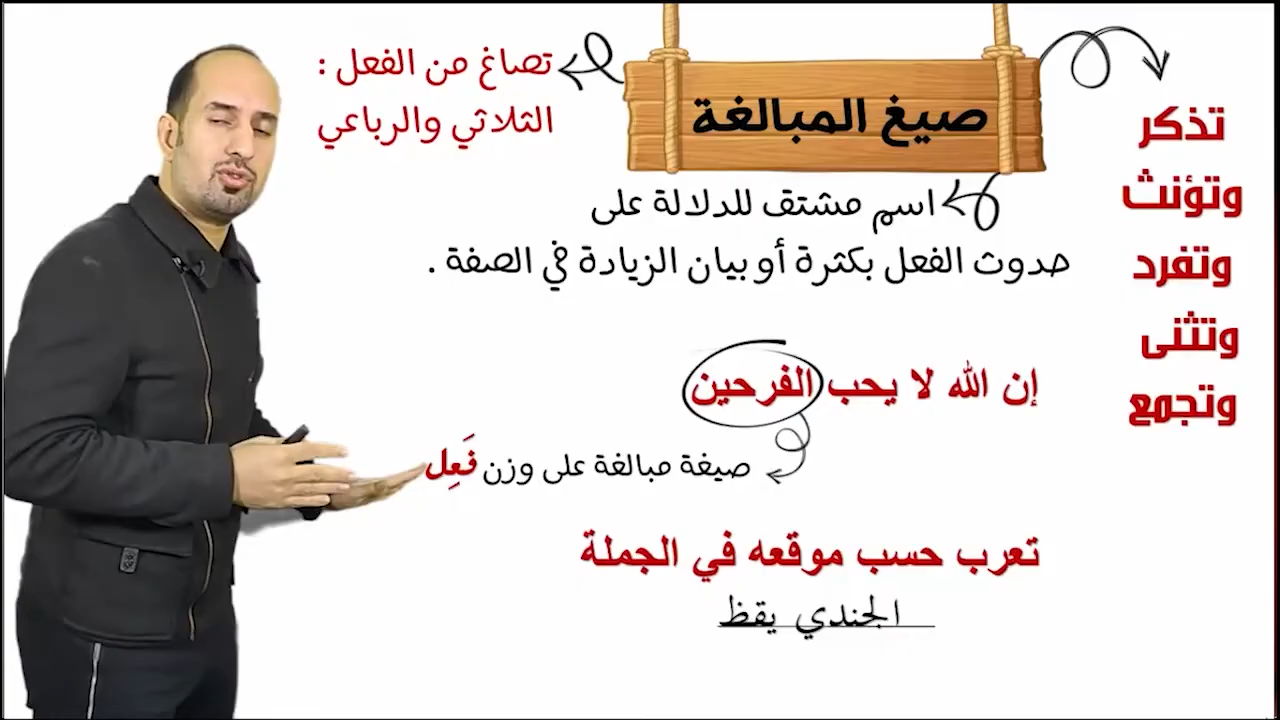 صيغ المبالغة
تصاغ من الفعل :
الثلاثي والرباعي
تذكر
وتؤنث
وتفرد
وتثنى
وتجمع
اسم مشتق للدلالة على
حدوث الفعل بكثرة أو بيان الزيادة في الصفة .
إن الله لا يحب الفرحين
صيغة مبالغة على وزن فَعِل
تعرب حسب موقعه في الجملة
الجندي يقظ